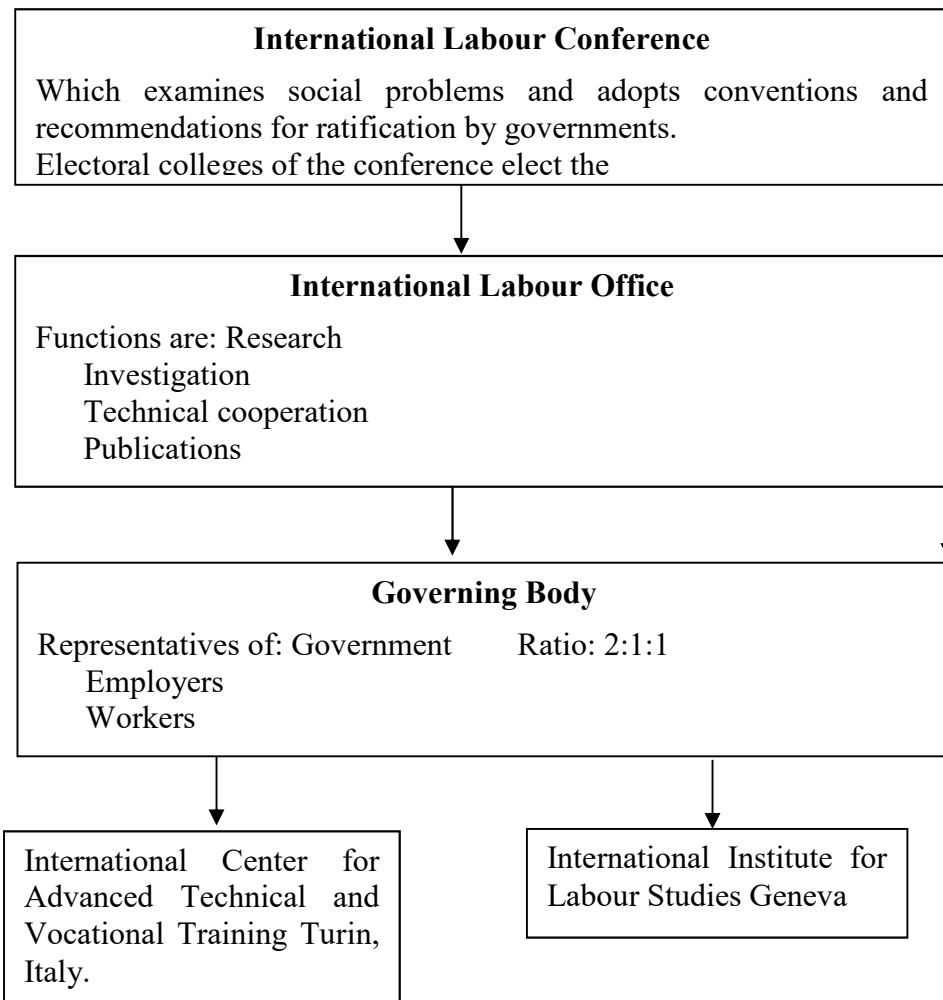 International Labour Conference
Which examines social problems and adopts conventions and
recommendations for ratification by governments.
Electoral colleges of the conference elect the
International Labour Office
Functions are: Research
Investigation
Technical cooperation
Publications
Governing Body
Representatives of: Government Ratio: 2:1:1
Employers
Workers
International Center for
Advanced Technical and
Vocational Training Turin,
Italy.
International Institute for
Labour Studies Geneva